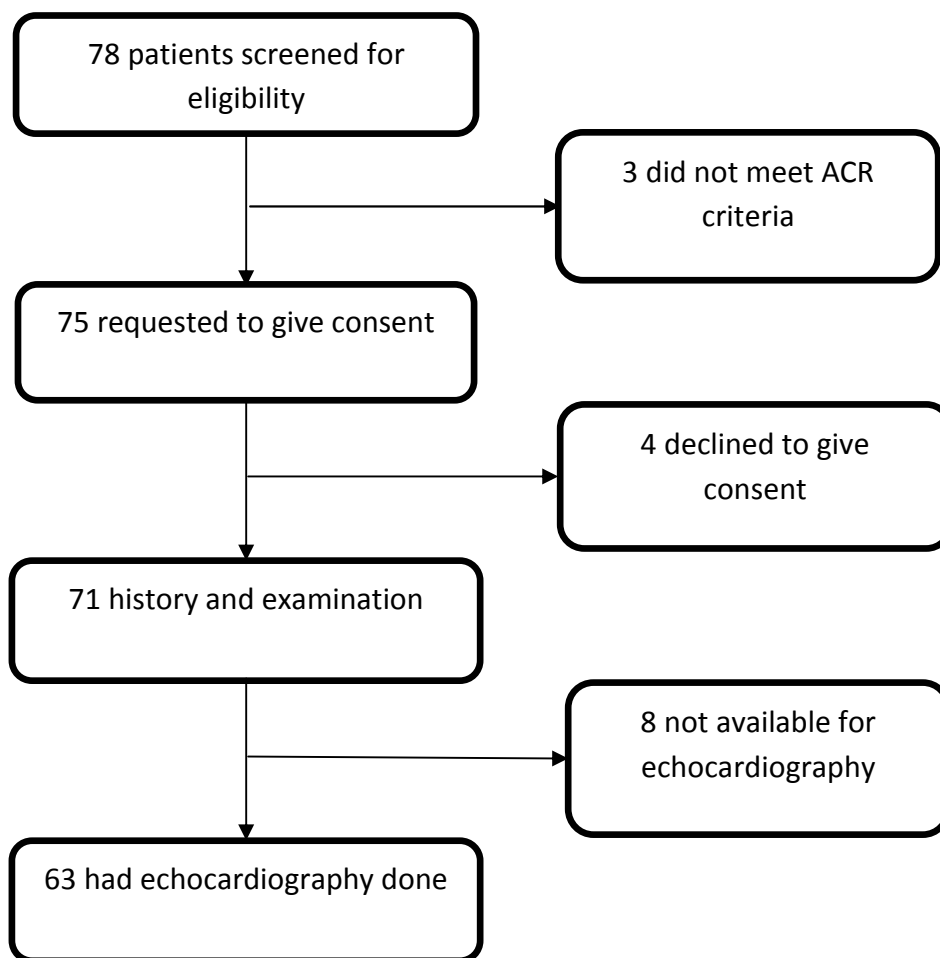 78 patients screened for
eligibility
3 did not meet ACR
criteria
75 requested to give consent
4 declined to give
consent
71 history and examination
8 not available for
echocardiography
63 had echocardiography done